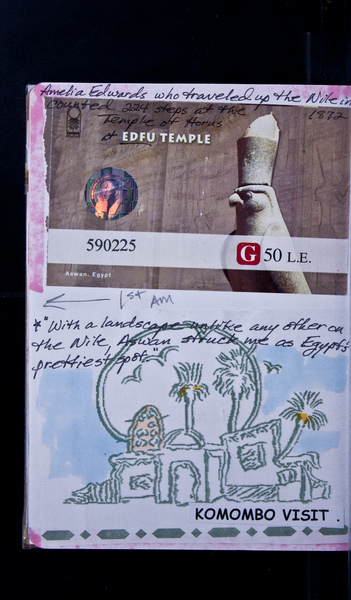 Amelia Edwards who traveled up the Nile in
1872
counted 224 steps at the
Temple of Horus
at EDFU TEMPLE
590225
G 50 L.E.
Aswan. Egypt
1st AM
*"With a landscape unlike any other on
the Nile, Aswan struck me as Egypt's
prettiest spot."
KOMOMBO VISIT.